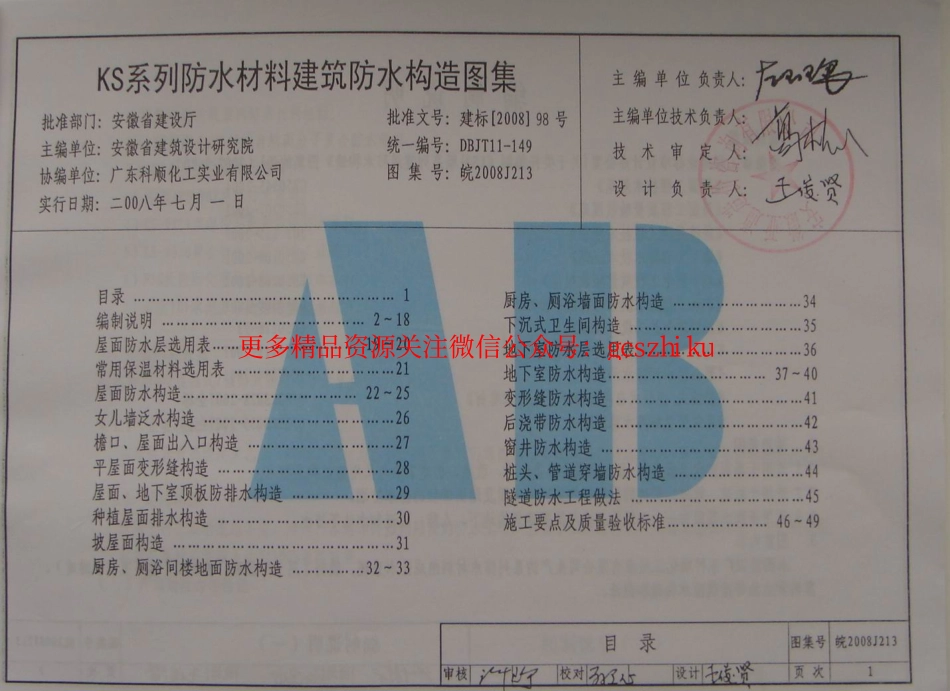 KS系列防水材料建筑防水构造图集
批准部门：安徽省建设厅
主编单位：安徽省建筑设计研究院
协编单位：广东科顺化工实业有限公司
实行日期：二00八年七月一日
批准文号：建标[2008]98号
统一编号：DBJT11-149
图集号：皖2008J213
主编单位负责人：
主编单位技术负责人：
技术审定人：
设计负责人：王俊贤
目录 1
编制说明 2~18
屋面防水层选用表 19~20
常用保温材料选用表 21
屋面防水构造 22~25
女儿墙泛水构造 26
檐口、屋面出入口构造 27
平屋面变形缝构造 28
屋面、地下室顶板防排水构造 29
种植屋面排水构造 30
坡屋面构造 31
厨房、厕浴间楼地面防水构造 32~33
厨房、厕浴墙面防水构造 34
下沉式卫生间构造 35
地下室防水层选用表 36
地下室防水构造 37~40
变形缝防水构造 41
后浇带防水构造 42
窗井防水构造 43
桩头、管道穿墙防水构造 44
隧道防水工程做法 45
施工要点及质量验收标准 46~49
更多精品资源关注微信公众号：gcszhi.ku
目录
图集号 皖2008J213
审核 校对 设计 王俊贤 页次 1